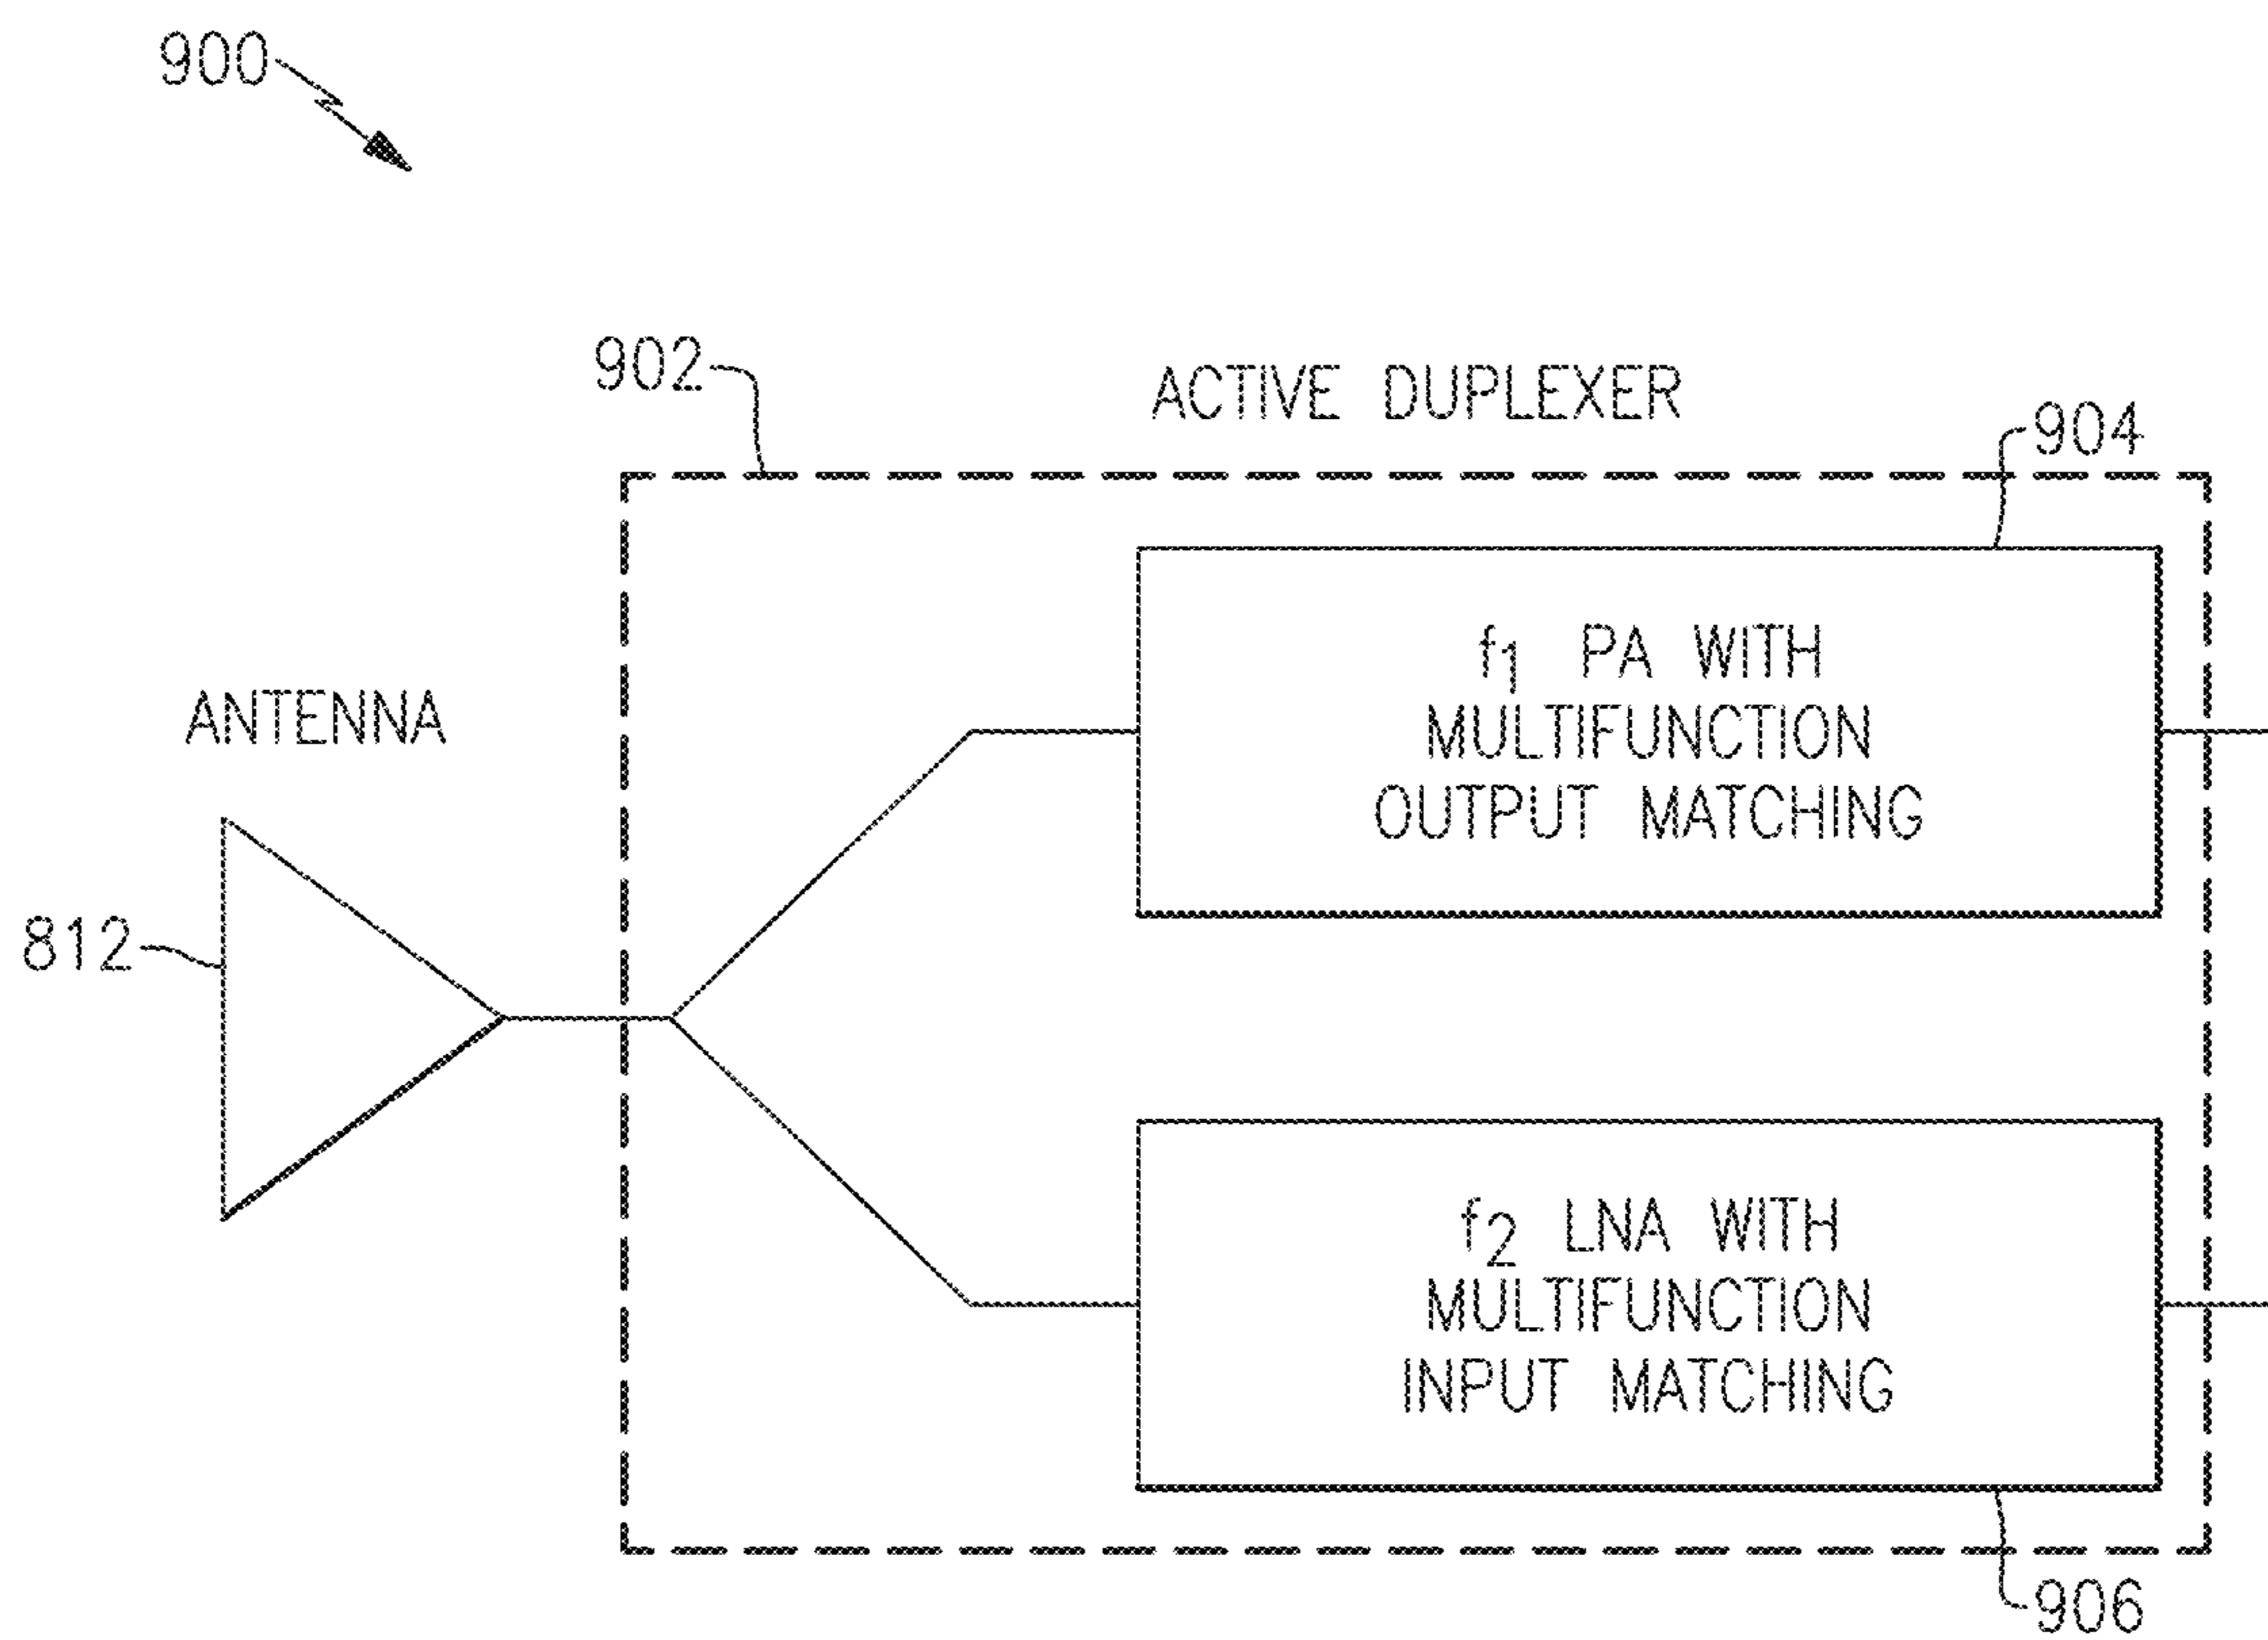 900
902
ACTIVE DUPLEXER
904
f1 PA WITH
MULTIFUNCTION
OUTPUT MATCHING
ANTENNA
812
f2 LNA WITH
MULTIFUNCTION
INPUT MATCHING
906